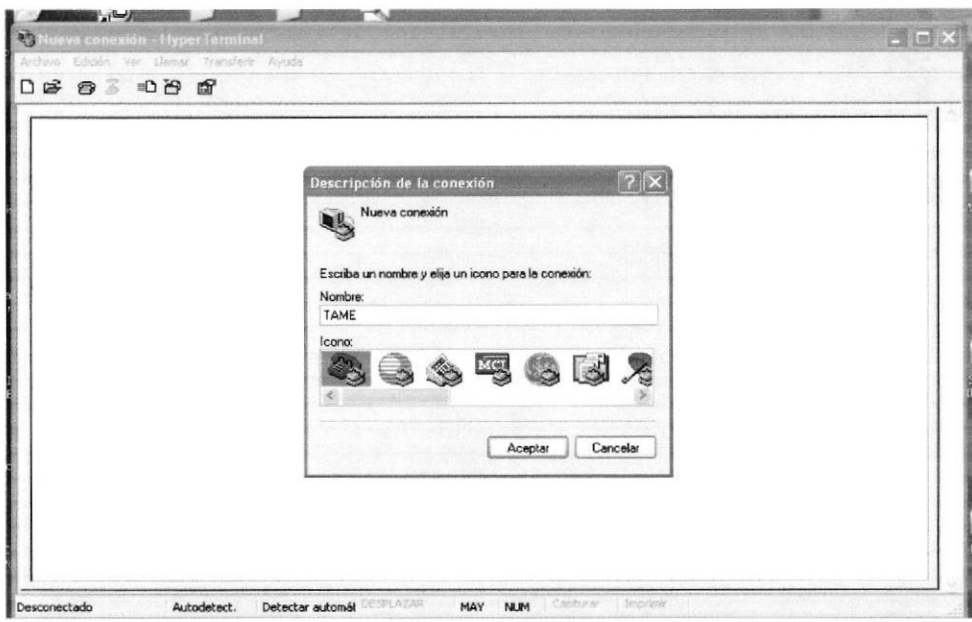 Nueva conexión - HyperTerminal
Archivo Edición Ver Llamar Transferir Ayuda
Descripción de la conexión
Nueva conexión
Escriba un nombre y elija un icono para la conexión:
Nombre:
TAME
Icono:
MCI
Aceptar Cancelar
Desconectado Autodetect. Detectar automát DESPLAZAR MAY NUM Capturar Imprimir